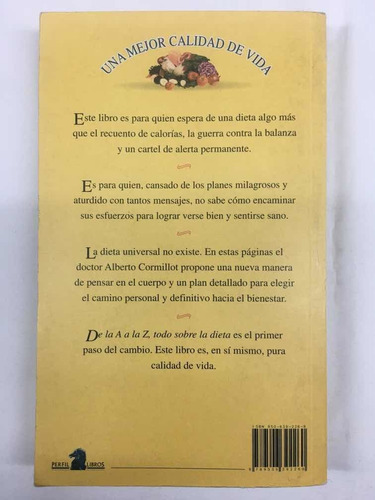 UNA MEJOR CALIDAD DE VIDA
Este libro es para quien espera de una dieta algo más
que el recuento de calorías, la guerra contra la balanza
y un cartel de alerta permanente.
Es para quien, cansado de los planes milagrosos y
aturdido con tantos mensajes, no sabe cómo encaminar
sus esfuerzos para lograr verse bien y sentirse sano.
La dieta universal no existe. En estas páginas el
doctor Alberto Cormillot propone una nueva manera
de pensar en el cuerpo y un plan detallado para elegir
el camino personal y definitivo hacia el bienestar.
De la A a la Z, todo sobre la dieta es el primer
paso del cambio. Este libro es, en sí mismo, pura
calidad de vida.
PERFIL LIBROS
ISBN